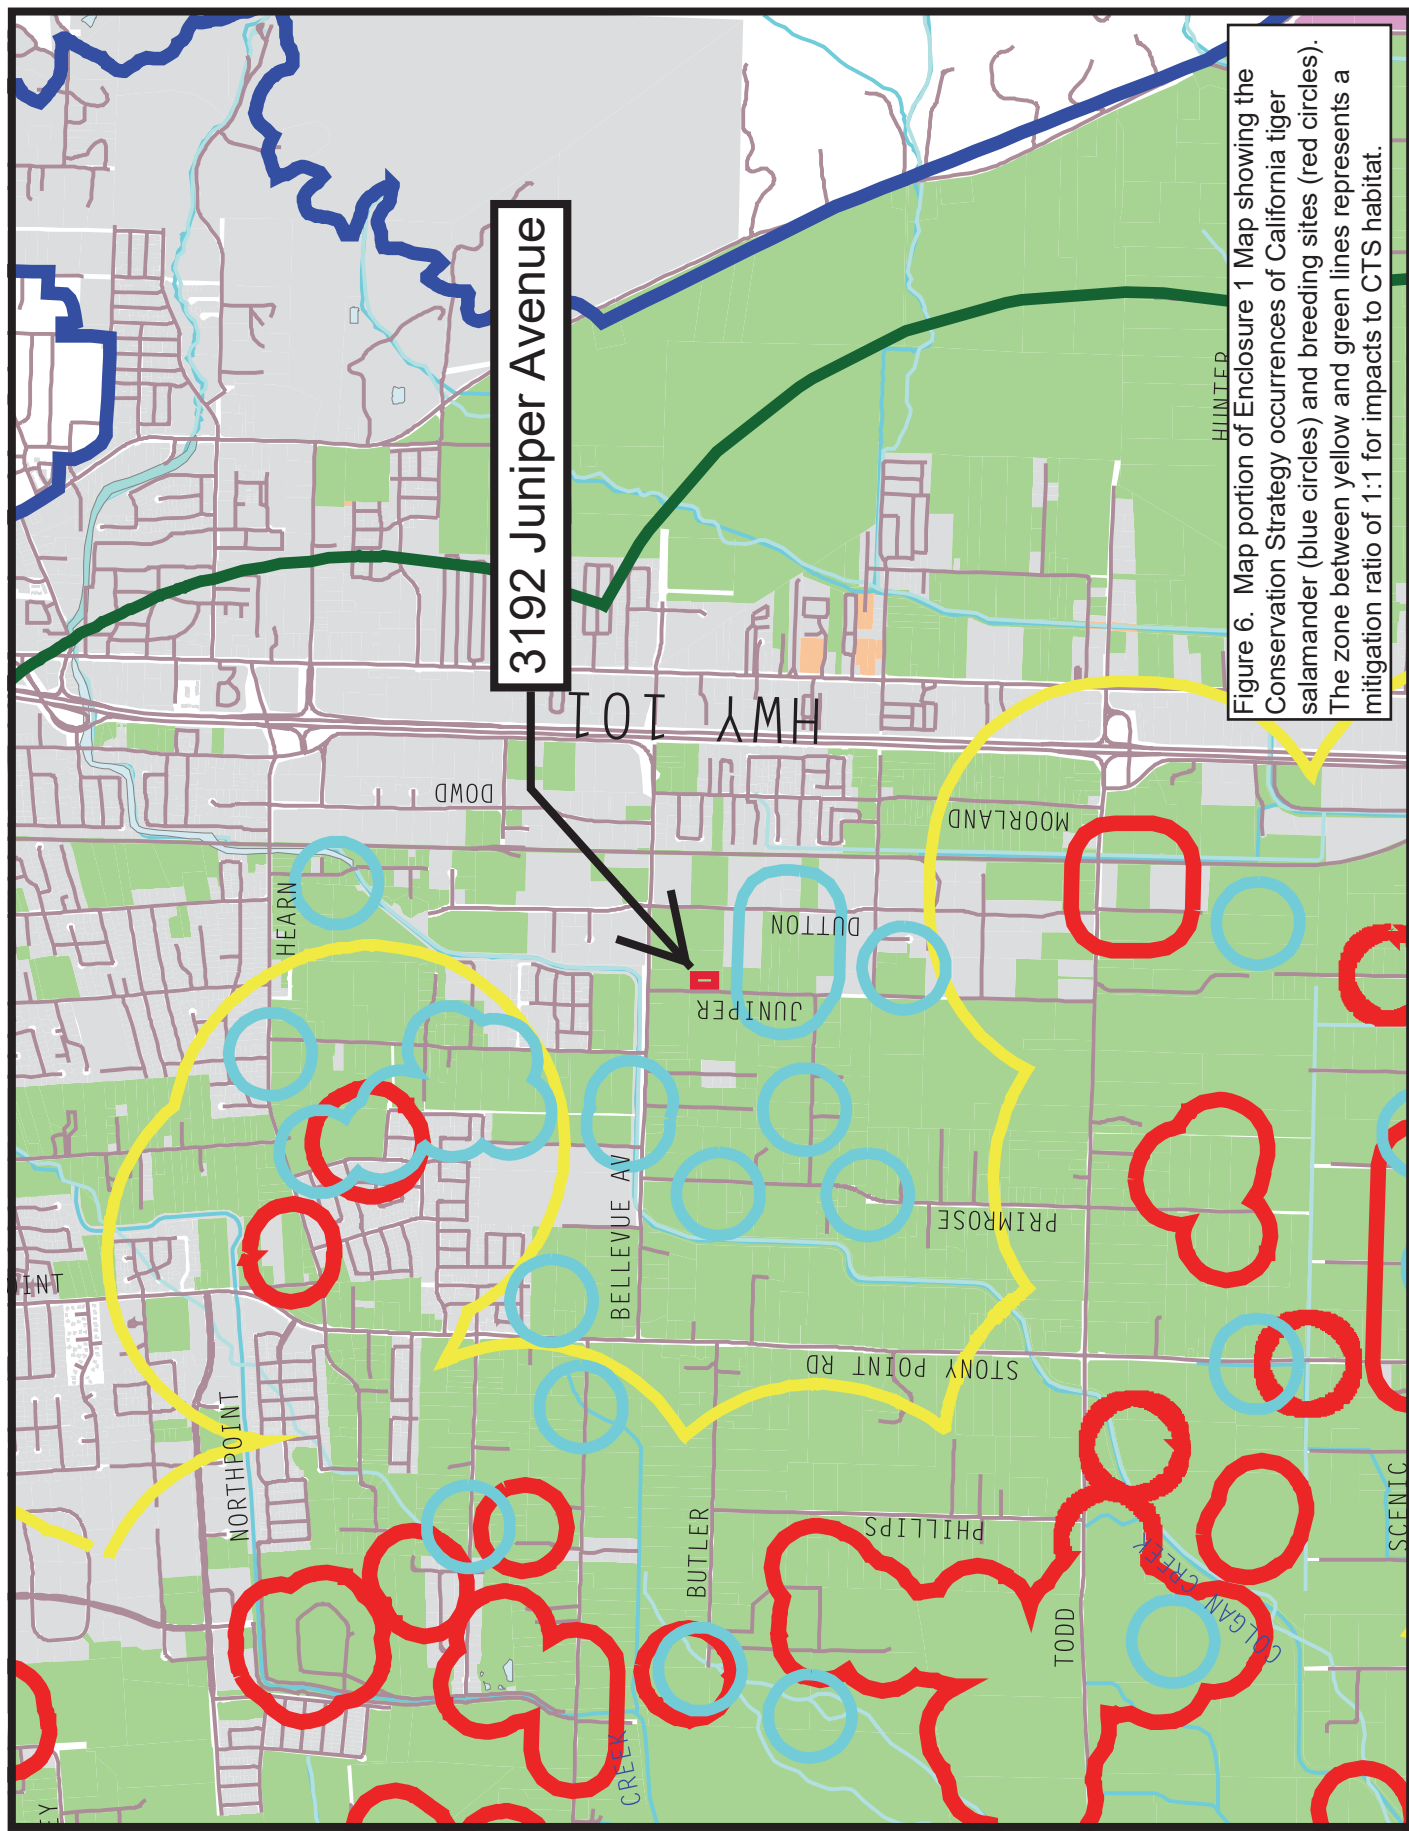 3192 Juniper Avenue
Figure 6.  Map portion of Enclosure 1 Map showing the
Conservation Strategy occurrences of California tiger
salamander (blue circles) and breeding sites (red circles).
The zone between yellow and green lines represents a
mitigation ratio of 1:1 for impacts to CTS habitat.
HWY 101
DOWD
HEARN
MOORLAND
DUTTON
JUNIPER
BELLEVUE AV
PRIMROSE
STONY POINT RD
NORTHPOINT
BUTLER
PHILLIPS
TODD
COLGAN CREEK
CREEK
SCENIC
HUNTER